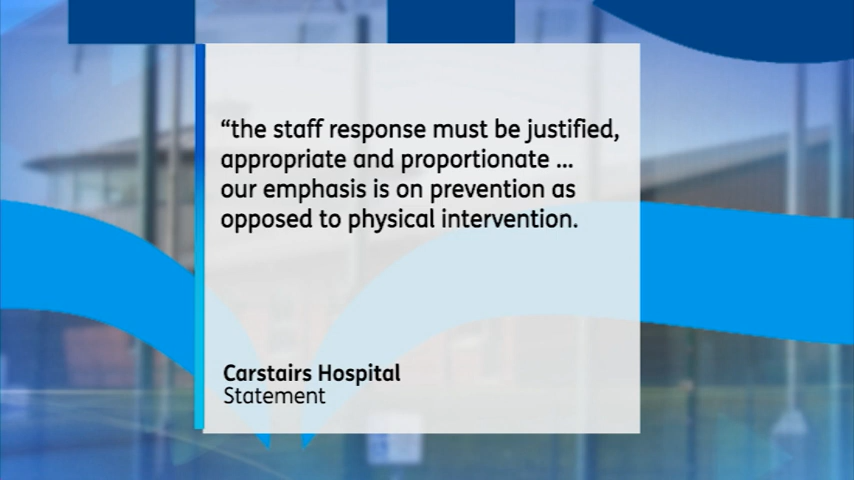 “the staff response must be justified,
appropriate and proportionate ...
our emphasis is on prevention as
opposed to physical intervention.
Carstairs Hospital
Statement